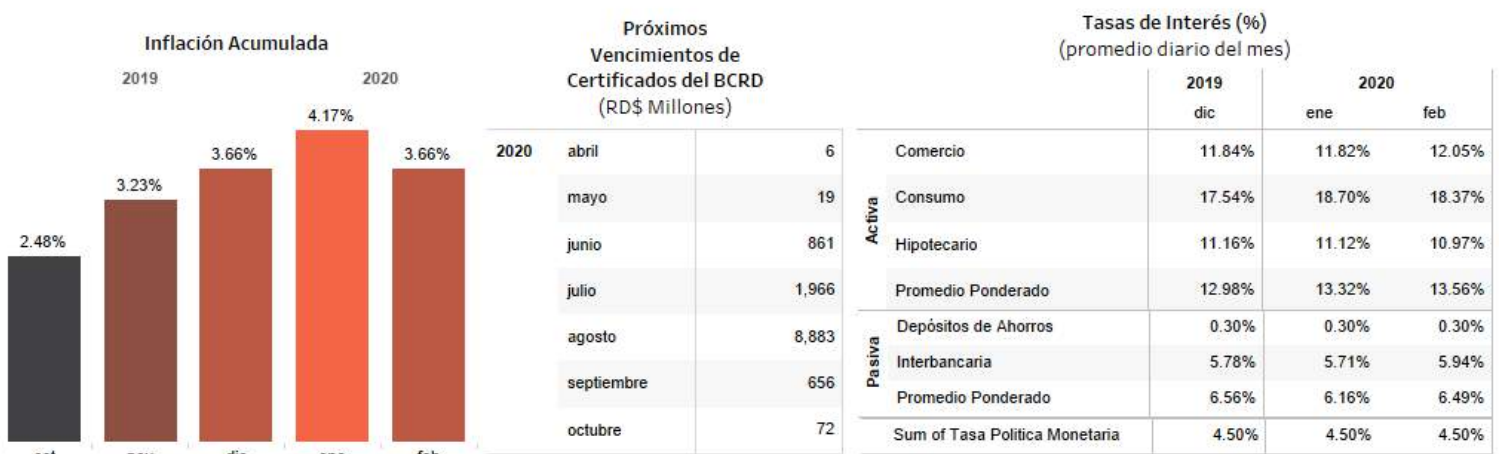 Inflación Acumulada
2019 2020
4.17%
3.66% 3.66%
3.23%
2.48%
Próximos
Vencimientos de
Certificados del BCRD
(RD$ Millones)
2020 abril 6
mayo 19
junio 861
julio 1,966
agosto 8,883
septiembre 656
octubre 72
Tasas de Interés (%)
(promedio diario del mes)
2019 2020
dic ene feb
Activa
Comercio 11.84% 11.82% 12.05%
Consumo 17.54% 18.70% 18.37%
Hipotecario 11.16% 11.12% 10.97%
Promedio Ponderado 12.98% 13.32% 13.56%
Pasiva
Depósitos de Ahorros 0.30% 0.30% 0.30%
Interbancaria 5.78% 5.71% 5.94%
Promedio Ponderado 6.56% 6.16% 6.49%
Sum of Tasa Politica Monetaria 4.50% 4.50% 4.50%